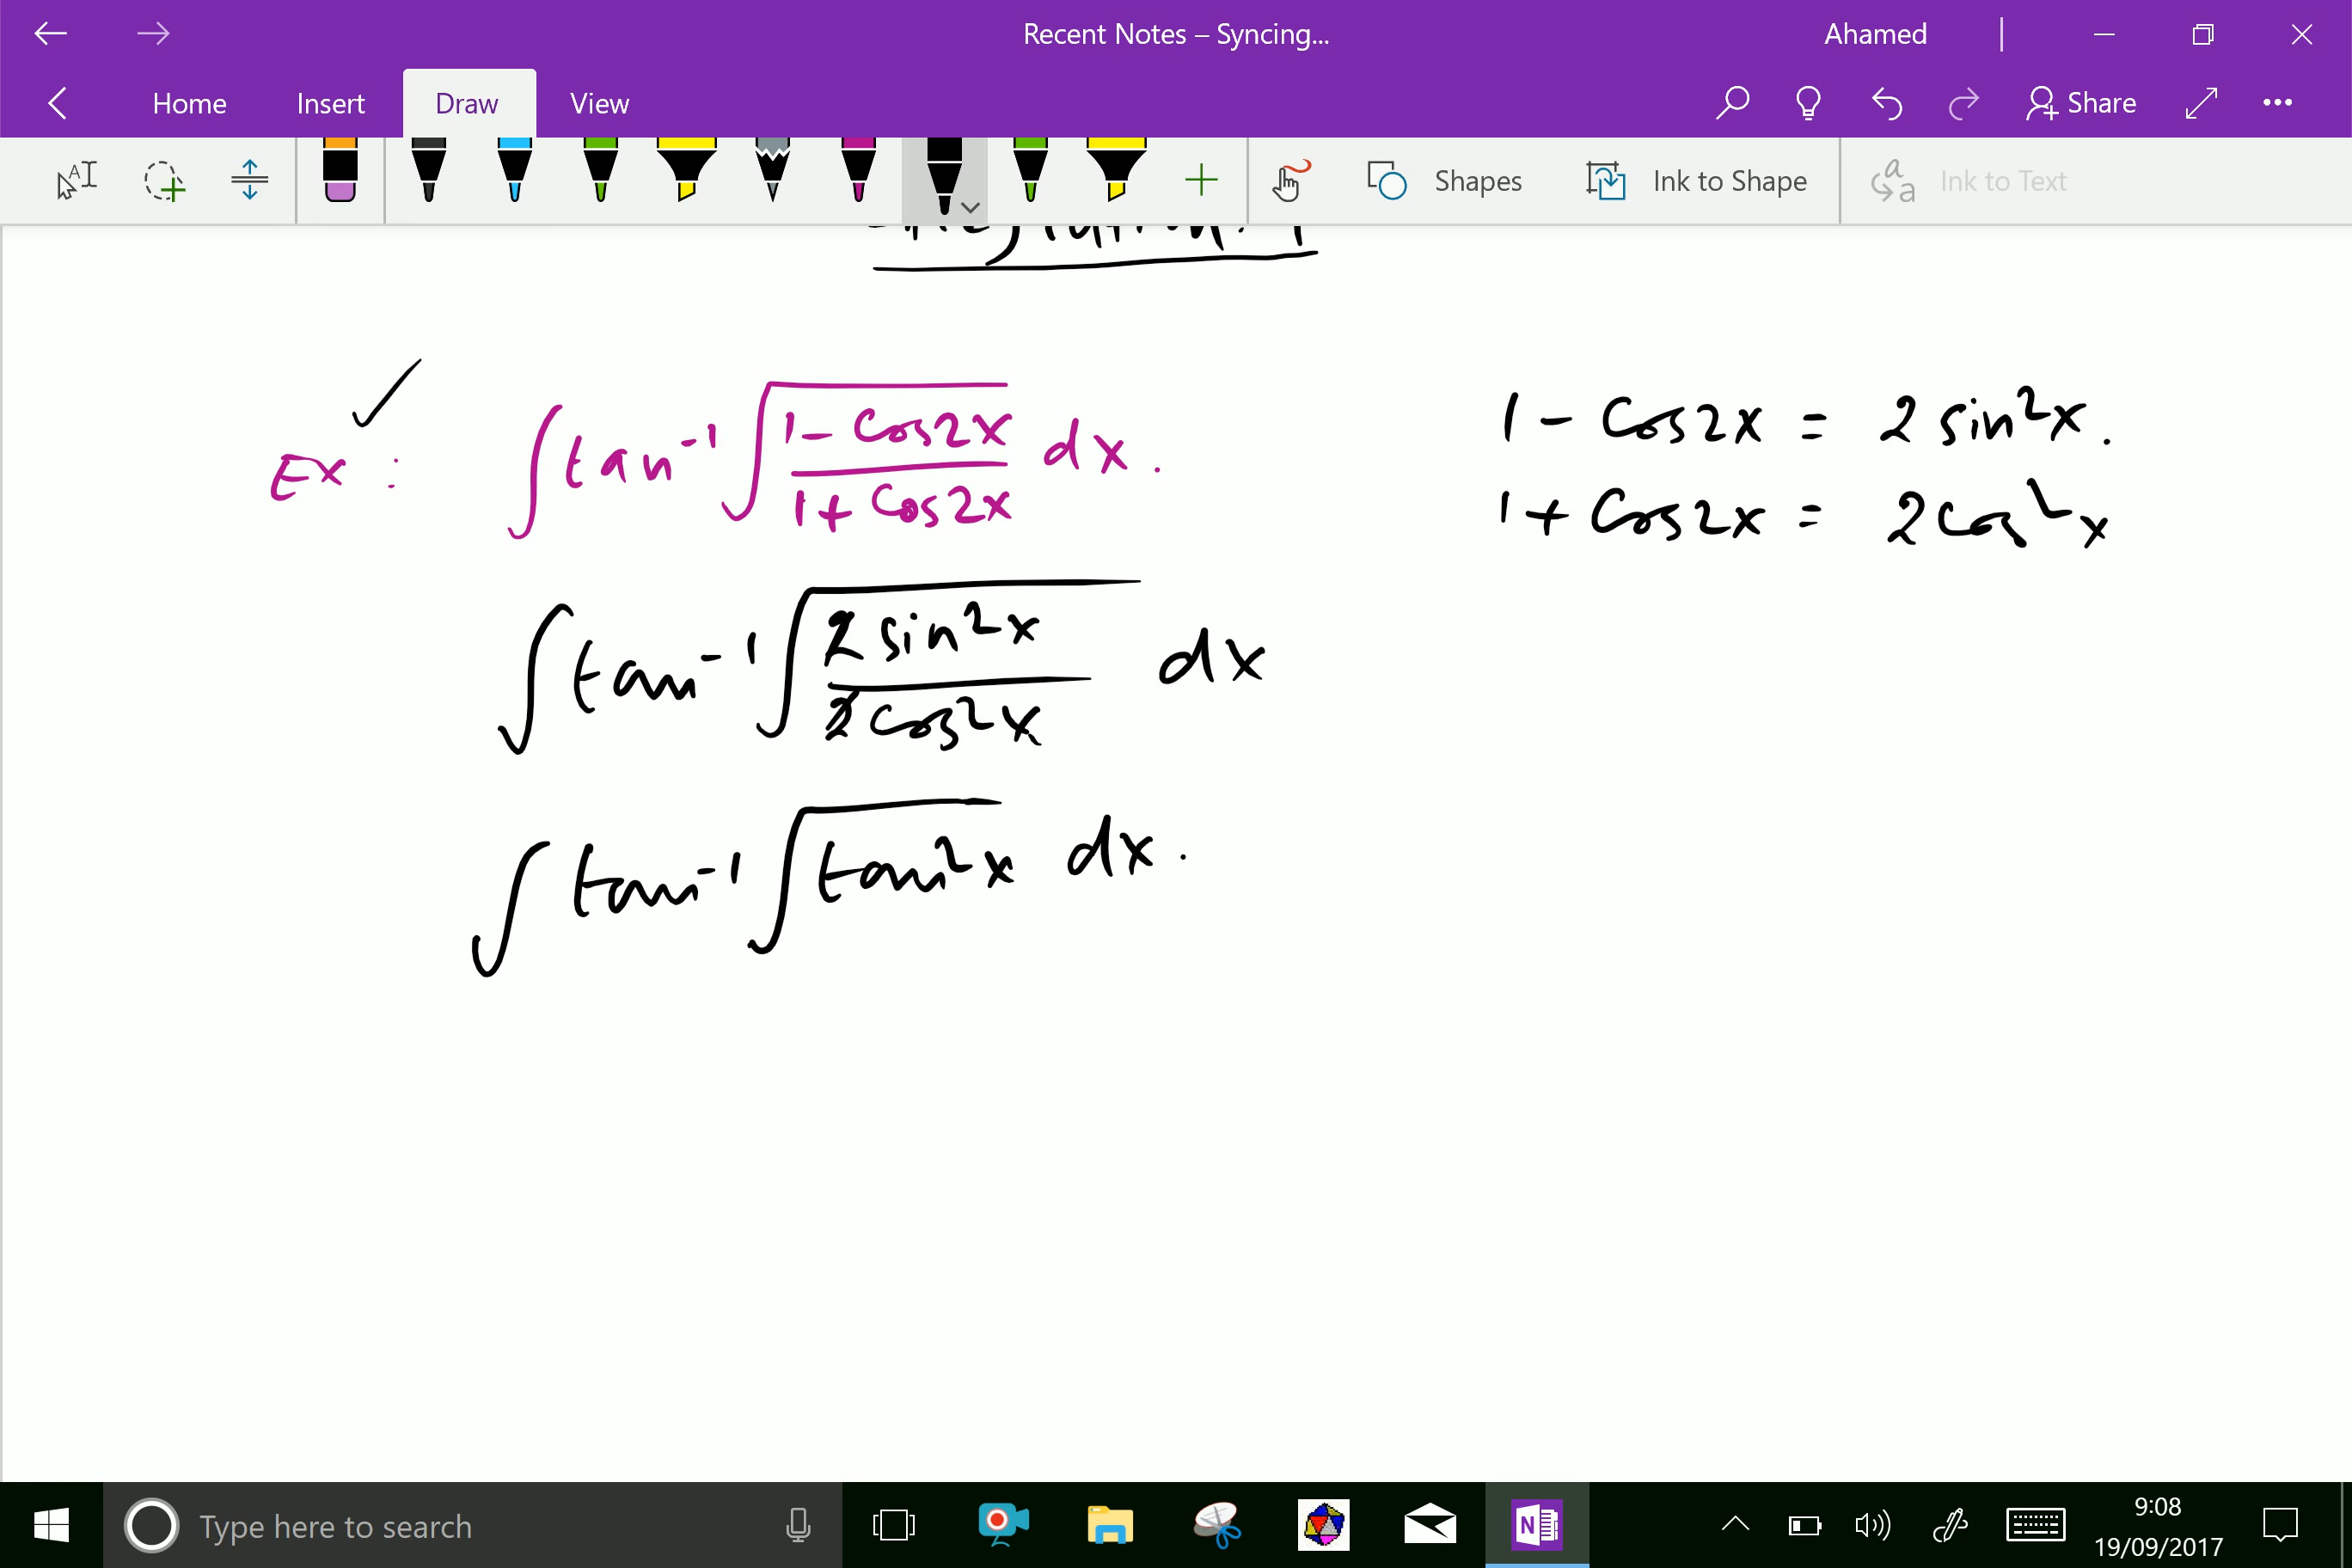 Recent Notes – Syncing...
Ahamed
Home Insert Draw View
Share
Shapes
Ink to Shape
Ink to Text
Ex : ∫ tan⁻¹ √((1 - Cos2x)/(1 + Cos2x)) dx.
1 - Cos2x = 2 sin²x.
1 + Cos2x = 2 cos²x
∫ tan⁻¹ √((2 sin²x)/(2 cos²x)) dx
∫ tan⁻¹ √(tan²x) dx.
Type here to search
N
9:08
19/09/2017